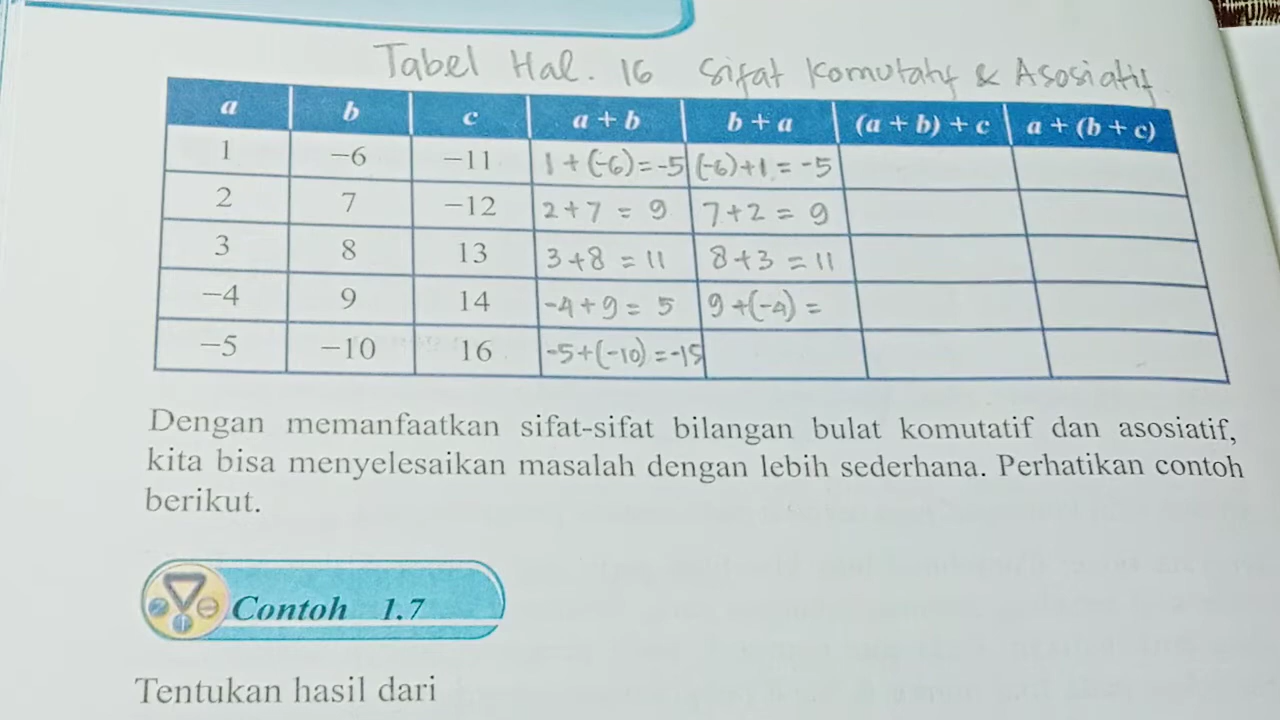 Tabel Hal. 16 Sifat Komutatif & Asosiatif
a b c a + b b + a (a + b) + c a + (b + c)
1 −6 −11 1 + (-6) = -5 (-6) + 1 = -5
2 7 −12 2 + 7 = 9 7 + 2 = 9
3 8 13 3 + 8 = 11 8 + 3 = 11
−4 9 14 -4 + 9 = 5 9 + (-4) =
−5 −10 16 -5 + (-10) = -15
Dengan memanfaatkan sifat-sifat bilangan bulat komutatif dan asosiatif,
kita bisa menyelesaikan masalah dengan lebih sederhana. Perhatikan contoh
berikut.
Contoh 1.7
Tentukan hasil dari